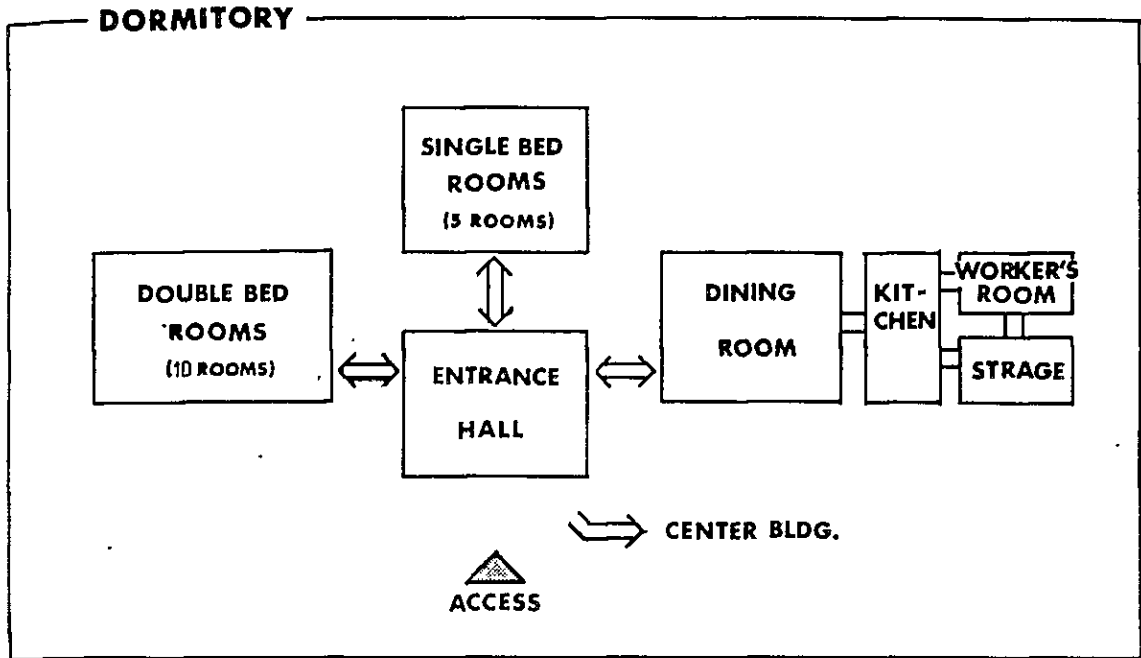 DORMITORY
SINGLE BED
ROOMS
(5 ROOMS)
DOUBLE BED
ROOMS
(10 ROOMS)
ENTRANCE
HALL
DINING
ROOM
KIT-
CHEN
WORKER'S
ROOM
STRAGE
CENTER BLDG.
ACCESS